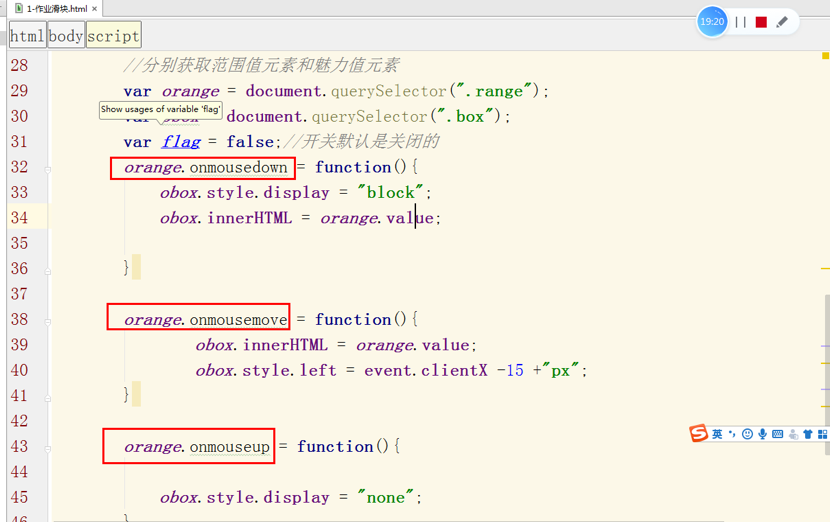 1-作业滑块.html
19:20
html body script
28 //分别获取范围值元素和魅力值元素
29 var orange = document.querySelector(".range");
Show usages of variable 'flag'
30 document.querySelector(".box");
31 var flag = false;//开关默认是关闭的
32 orange.onmousedown = function(){
33 obox.style.display = "block";
34 obox.innerHTML = orange.value;
35
36 }
37
38 orange.onmousemove = function(){
39 obox.innerHTML = orange.value;
40 obox.style.left = event.clientX -15 +"px";
41 }
42
43 orange.onmouseup = function(){
44
45 obox.style.display = "none";
46 }
S 英